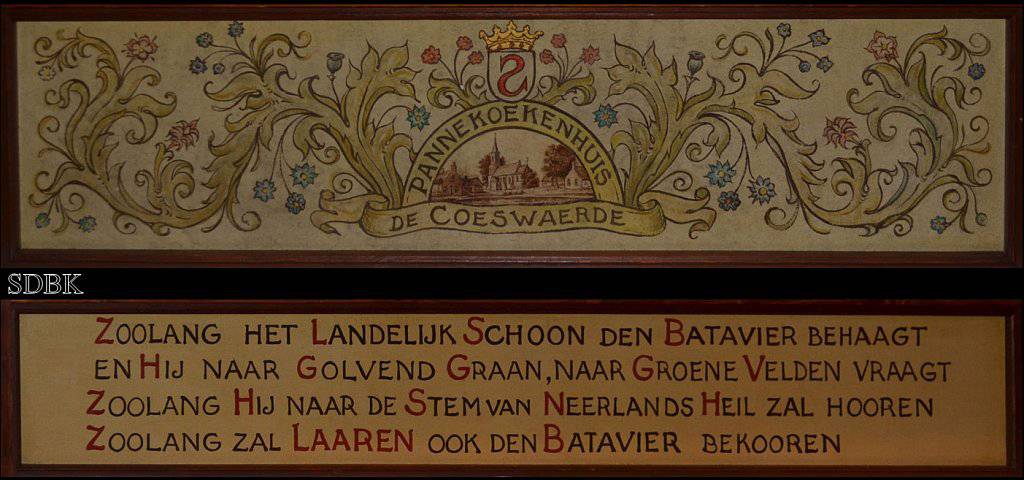 PANNEKOEKENHUIS
DE COESWAERDE
SDBK
ZOOLANG HET LANDELIJK SCHOON DEN BATAVIER BEHAAGT
EN HIJ NAAR GOLVEND GRAAN, NAAR GROENE VELDEN VRAAGT
ZOOLANG HIJ NAAR DE STEM VAN NEERLANDS HEIL ZAL HOOREN
ZOOLANG ZAL LAAREN OOK DEN BATAVIER BEKOOREN